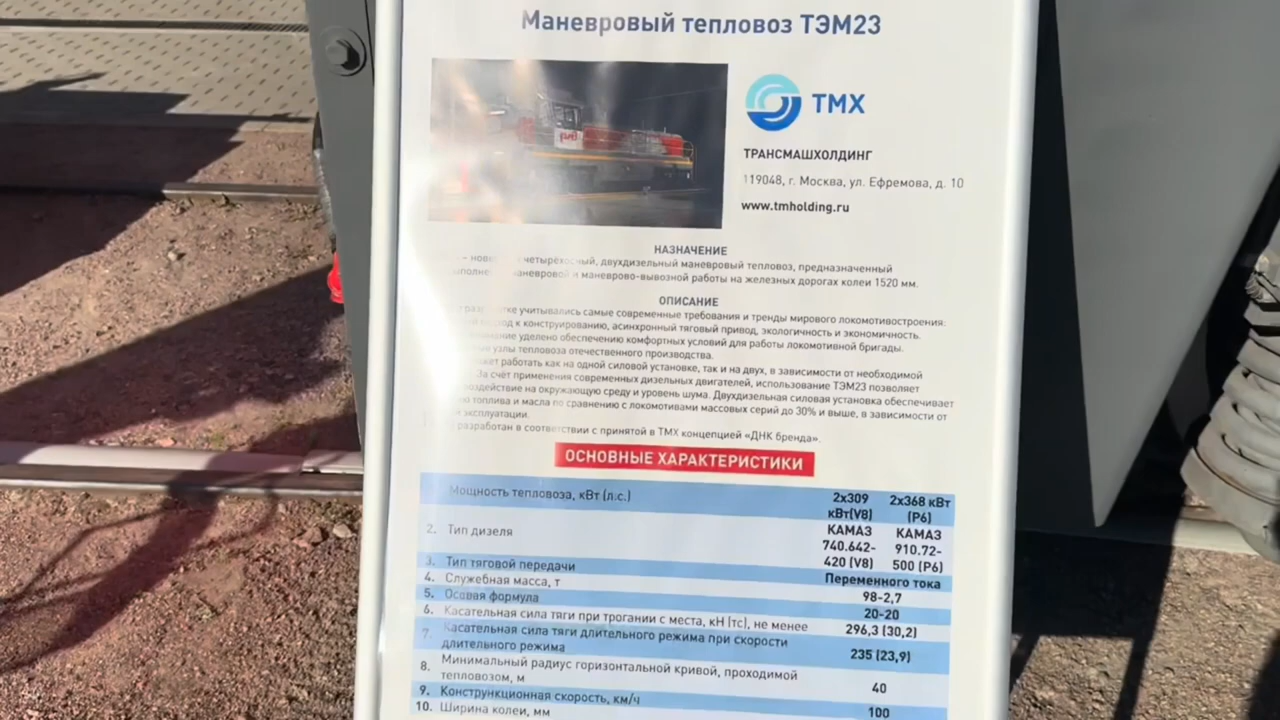 Маневровый тепловоз ТЭМ23
РЖД
ТМХ
ТРАНСМАШХОЛДИНГ
119048, г. Москва, ул. Ефремова, д. 10
www.tmholding.ru
НАЗНАЧЕНИЕ
четырёхосный, двухдизельный маневровый тепловоз, предназначенный
маневровой и маневрово-вывозной работы на железных дорогах колеи 1520 мм.
ОПИСАНИЕ
учитывались самые современные требования и тренды мирового локомотивостроения:
к конструированию, асинхронный тяговый привод, экологичность и экономичность.
уделено обеспечению комфортных условий для работы локомотивной бригады.
узлы тепловоза отечественного производства.
работать как на одной силовой установке, так и на двух, в зависимости от необходимой
За счёт применения современных дизельных двигателей, использование ТЭМ23 позволяет
воздействие на окружающую среду и уровень шума. Двухдизельная силовая установка обеспечивает
топлива и масла по сравнению с локомотивами массовых серий до 30% и выше, в зависимости от
эксплуатации.
разработан в соответствии с принятой в ТМХ концепцией «ДНК бренда».
ОСНОВНЫЕ ХАРАКТЕРИСТИКИ
Мощность тепловоза, кВт (л.с.) 2х309 кВт(V8) 2х368 кВт (Р6)
2. Тип дизеля КАМАЗ 740.642-420 (V8) КАМАЗ 910.72-500 (Р6)
3. Тип тяговой передачи Переменного тока
4. Служебная масса, т 98-2,7
5. Осевая формула 20-20
6. Касательная сила тяги при трогании с места, кН (тс), не менее 296,3 (30,2)
7. Касательная сила тяги длительного режима при скорости
длительного режима 235 (23,9)
8. Минимальный радиус горизонтальной кривой, проходимой
тепловозом, м 40
9. Конструкционная скорость, км/ч 100
10. Ширина колеи, мм